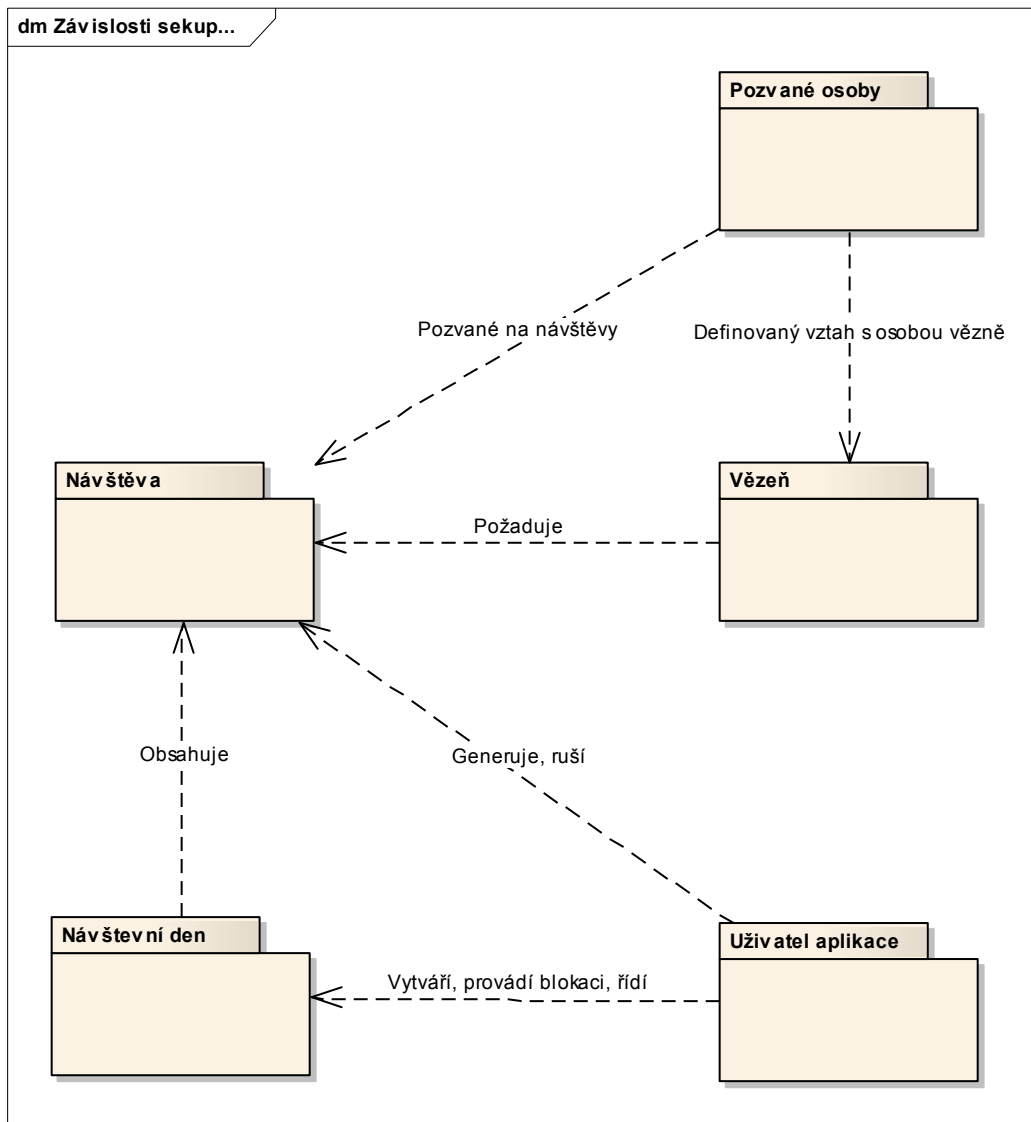 dm Závislosti sekup...
Pozvané osoby
Pozvané na návštěvy
Definovaný vztah s osobou vězně
Návštěva
Vězeň
Požaduje
Obsahuje
Generuje, ruší
Návštevní den
Uživatel aplikace
Vytváří, provádí blokaci, řídí